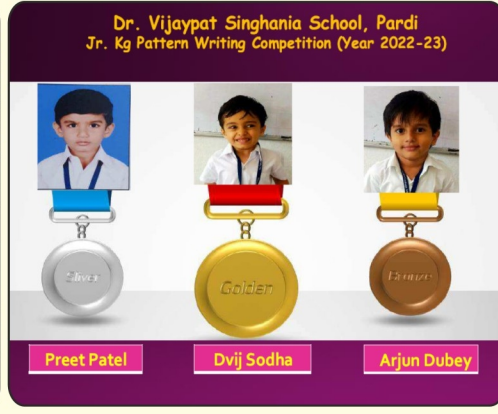 Dr. Vijaypat Singhania School, Pardi
Jr. Kg Pattern Writing Competition (Year 2022-23)
Sliver
Golden
Bronze
Preet Patel
Dvij Sodha
Arjun Dubey